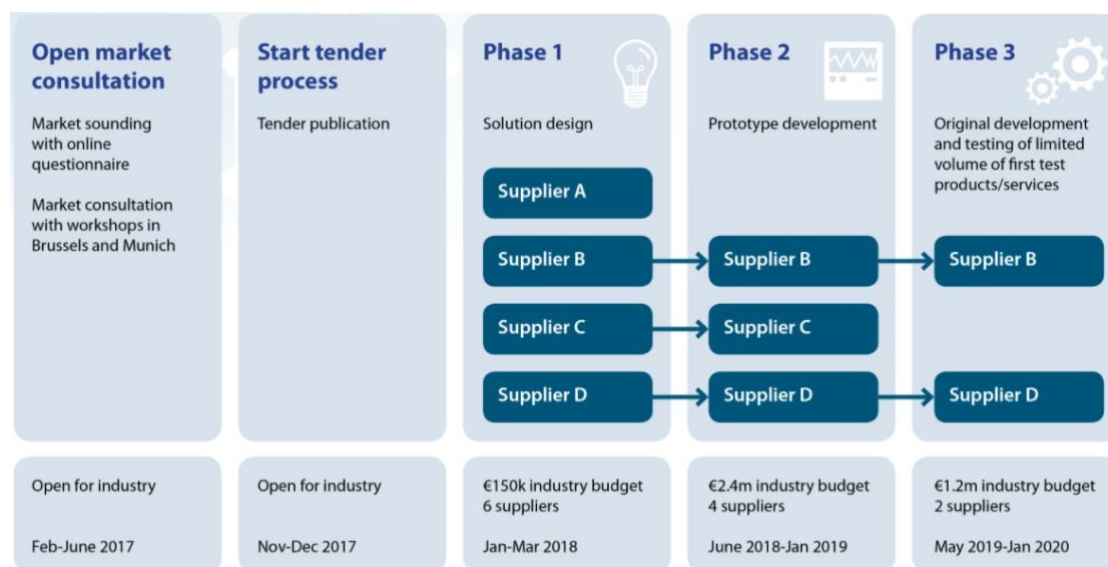 Open market
consultation
Market sounding
with online
questionnaire
Market consultation
with workshops in
Brussels and Munich
Open for industry
Feb-June 2017
Start tender
process
Tender publication
Open for industry
Nov-Dec 2017
Phase 1
Solution design
Supplier A
Supplier B
Supplier C
Supplier D
€150k industry budget
6 suppliers
Jan-Mar 2018
Phase 2
Prototype development
Supplier B
Supplier C
Supplier D
€2.4m industry budget
4 suppliers
June 2018-Jan 2019
Phase 3
Original development
and testing of limited
volume of first test
products/services
Supplier B
Supplier D
€1.2m industry budget
2 suppliers
May 2019-Jan 2020